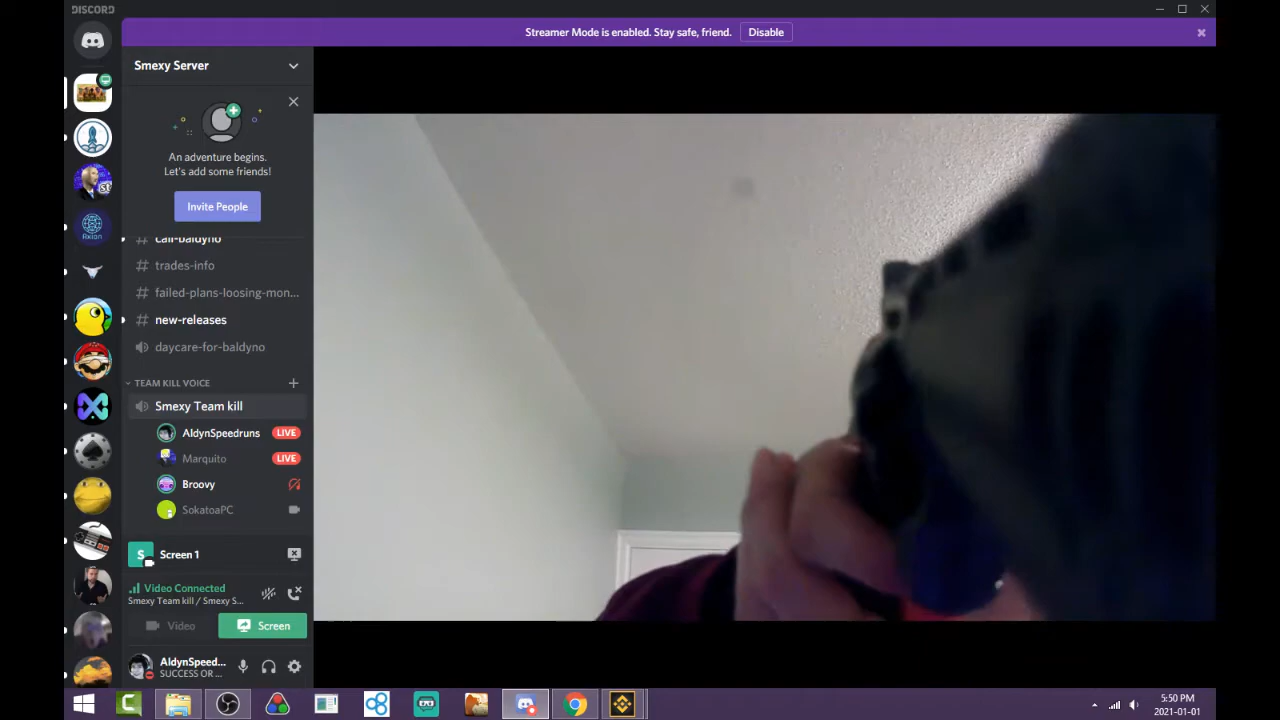 DISCORD
Streamer Mode is enabled. Stay safe, friend. Disable
Smexy Server
An adventure begins.
Let's add some friends!
Invite People
call-baldyno
trades-info
failed-plans-loosing-mon...
new-releases
daycare-for-baldyno
TEAM KILL VOICE
Smexy Team kill
AldynSpeedruns LIVE
Marquito LIVE
Broovy
SokatoaPC
S Screen 1
Video Connected
Smexy Team kill / Smexy S...
Video Screen
AldynSpeed...
SUCCESS OR ...
5:50 PM
2021-01-01